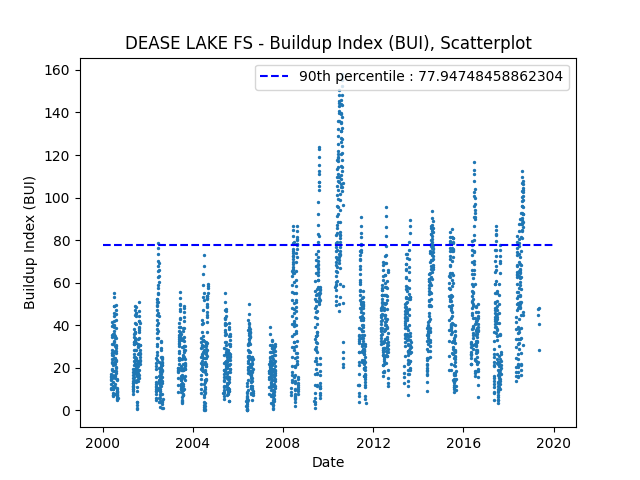 DEASE LAKE FS - Buildup Index (BUI), Scatterplot
90th percentile : 77.94748458862304
160
140
120
100
80
60
40
20
0
Buildup Index (BUI)
2000 2004 2008 2012 2016 2020
Date